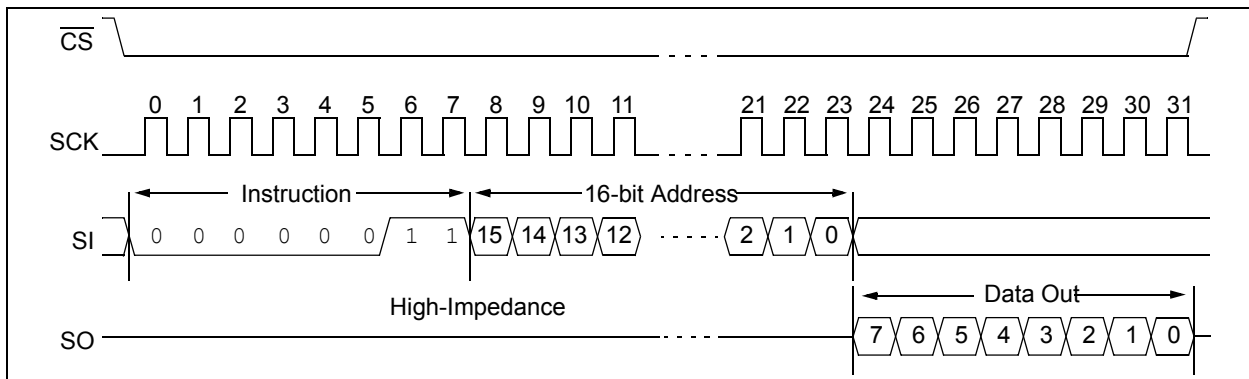 CS
0 1 2 3 4 5 6 7 8 9 10 11 21 22 23 24 25 26 27 28 29 30 31
SCK
Instruction 16-bit Address
SI 0 0 0 0 0 0 1 1 15 14 13 12 2 1 0
High-Impedance Data Out
SO 7 6 5 4 3 2 1 0